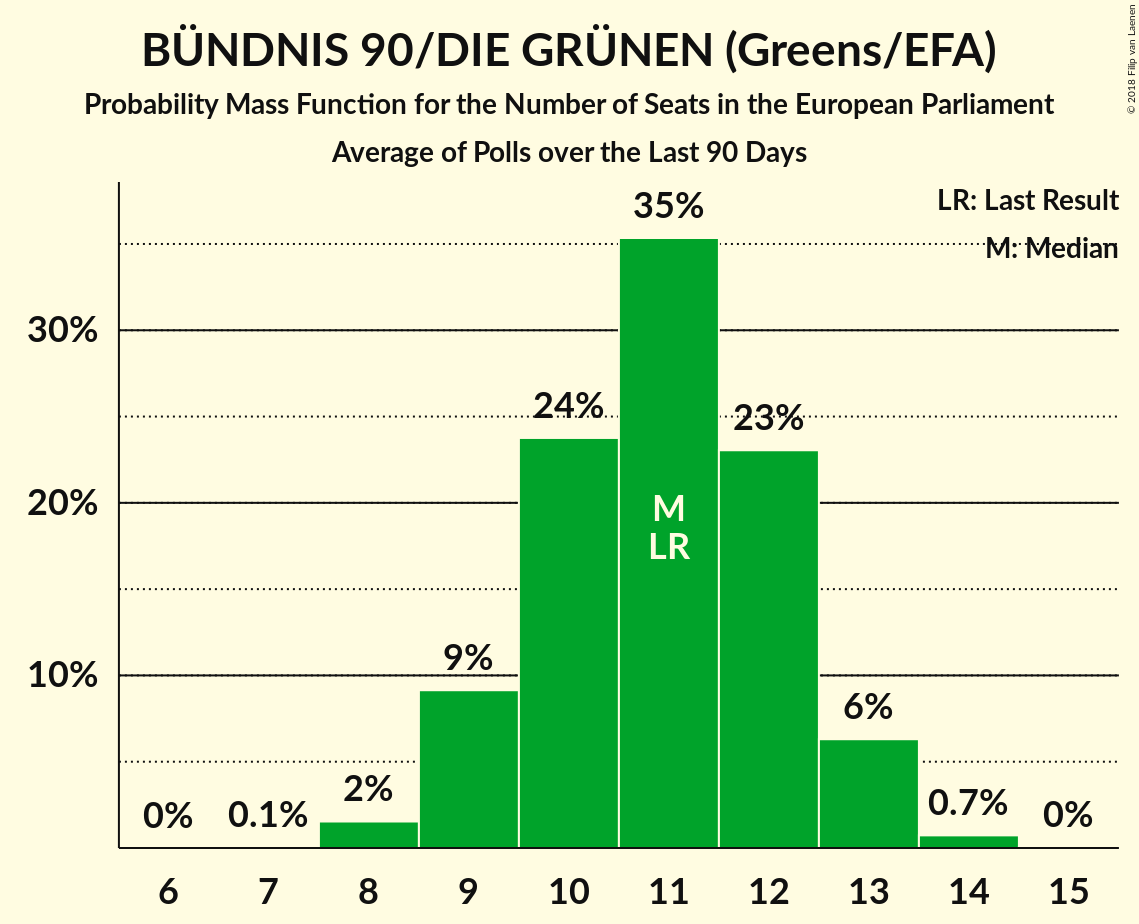 BÜNDNIS 90/DIE GRÜNEN (Greens/EFA)
Probability Mass Function for the Number of Seats in the European Parliament
Average of Polls over the Last 90 Days
© 2018 Filip van Laenen
LR: Last Result
M: Median
35%
30%
24%
23%
20%
M
LR
10%
9%
6%
2%
0%
0.1%
0.7%
0%
6 7 8 9 10 11 12 13 14 15